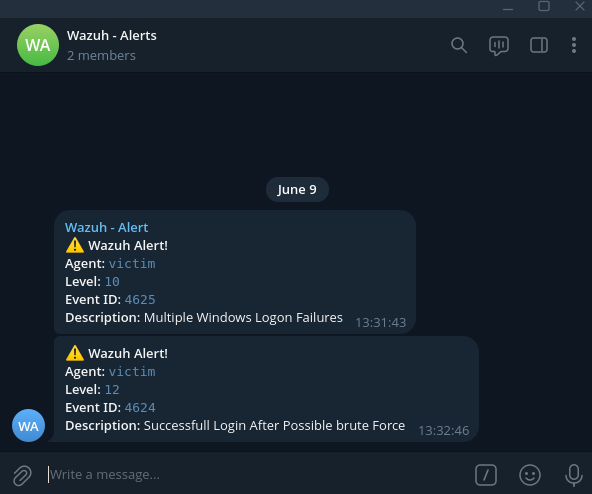 WA
Wazuh - Alerts
2 members
June 9
Wazuh - Alert
⚠️ Wazuh Alert!
Agent: victim
Level: 10
Event ID: 4625
Description: Multiple Windows Logon Failures 13:31:43
⚠️ Wazuh Alert!
Agent: victim
Level: 12
Event ID: 4624
WA
Description: Successfull Login After Possible brute Force 13:32:46
Write a message...